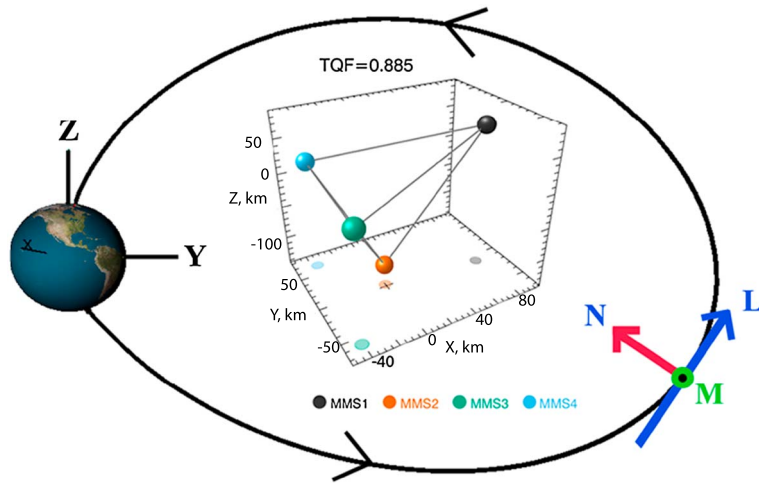 TQF=0.885
Z
50
0
Z, km
-100
X
Y
50
Y, km
-50
-40
0
40
80
X, km
N
L
M
MMS1 MMS2 MMS3 MMS4